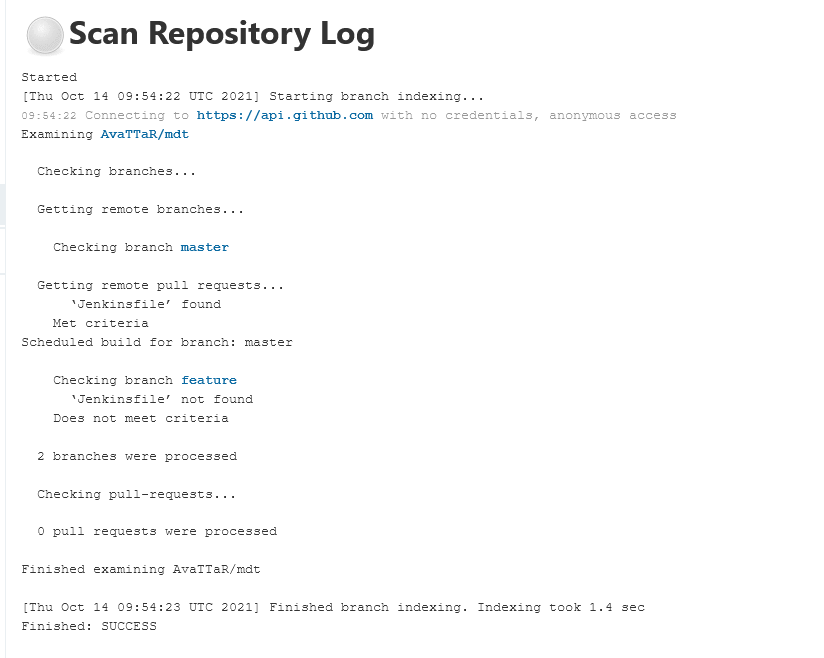 Scan Repository Log
Started
[Thu Oct 14 09:54:22 UTC 2021] Starting branch indexing...
09:54:22 Connecting to https://api.github.com with no credentials, anonymous access
Examining AvaTTaR/mdt
Checking branches...
Getting remote branches...
Checking branch master
Getting remote pull requests...
‘Jenkinsfile’ found
Met criteria
Scheduled build for branch: master
Checking branch feature
‘Jenkinsfile’ not found
Does not meet criteria
2 branches were processed
Checking pull-requests...
0 pull requests were processed
Finished examining AvaTTaR/mdt
[Thu Oct 14 09:54:23 UTC 2021] Finished branch indexing. Indexing took 1.4 sec
Finished: SUCCESS